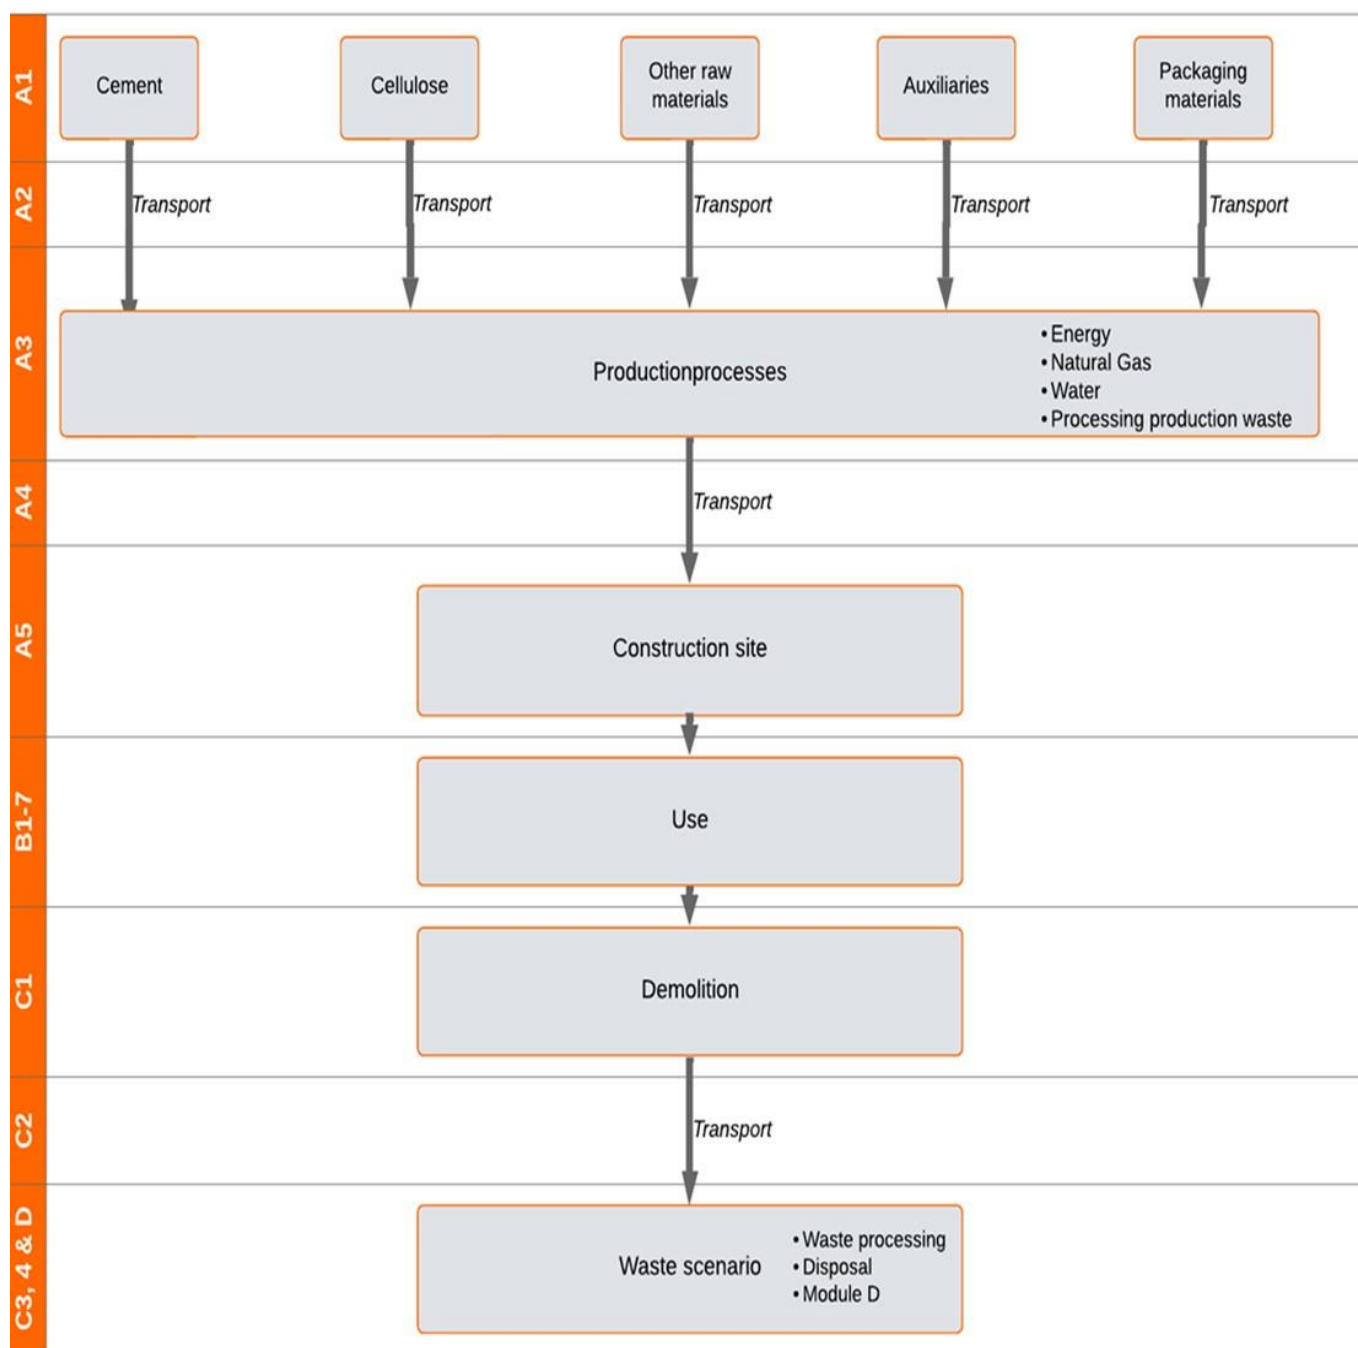 A1
Cement
Cellulose
Other raw
materials
Auxiliaries
Packaging
materials
A2
Transport
Transport
Transport
Transport
Transport
A3
Productionprocesses
• Energy
• Natural Gas
• Water
• Processing production waste
A4
Transport
A5
Construction site
B1-7
Use
C1
Demolition
C2
Transport
C3, 4 & D
Waste scenario
• Waste processing
• Disposal
• Module D